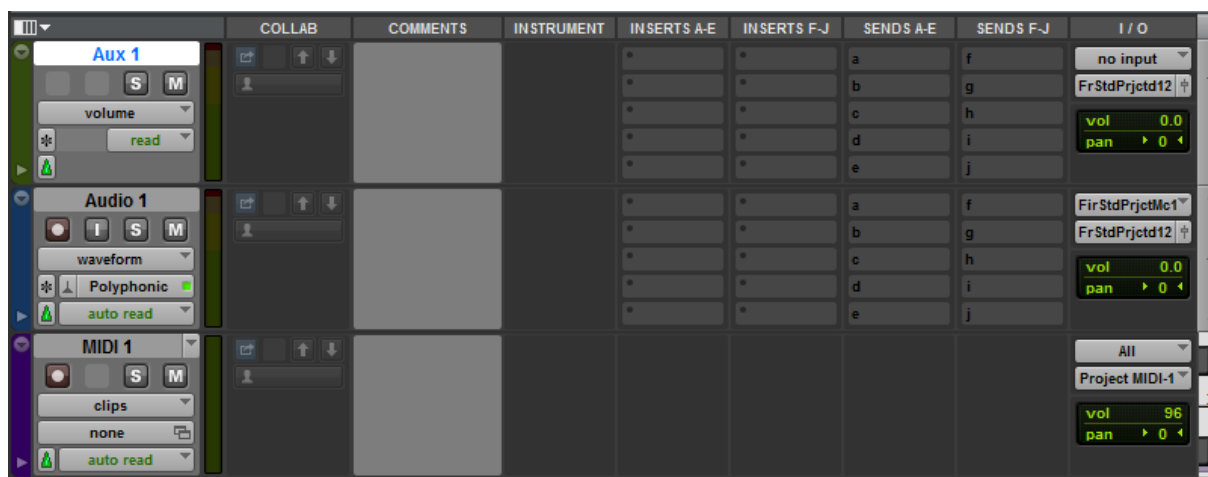 COLLAB COMMENTS INSTRUMENT INSERTS A-E INSERTS F-J SENDS A-E SENDS F-J I / O
Aux 1 a f no input
S M b g FrStdPrjctd12
volume c h vol 0.0
read d i pan 0
e j
Audio 1 a f FirStdPrjctMc1
I S M b g FrStdPrjctd12
waveform c h vol 0.0
Polyphonic d i pan 0
auto read e j
MIDI 1 All
S M Project MIDI-1
clips vol 96
none pan 0
auto read